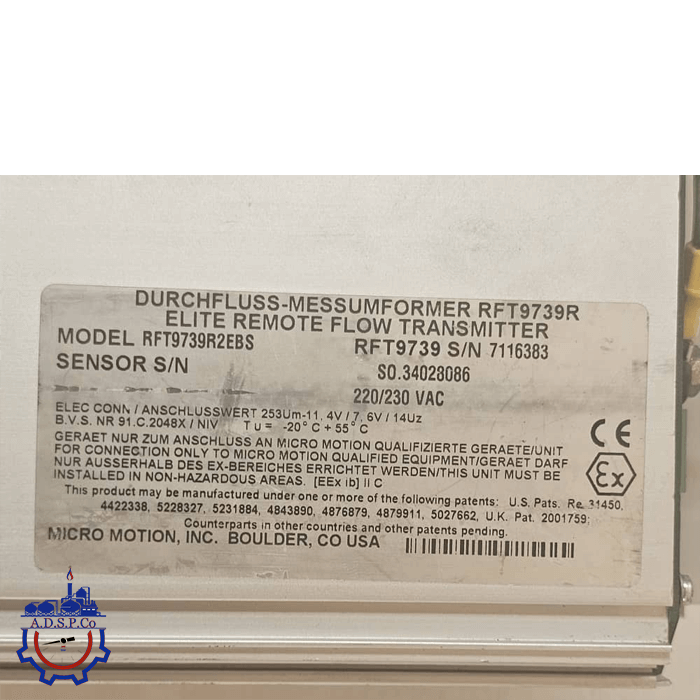 DURCHFLUSS-MESSUMFORMER RFT9739R
ELITE REMOTE FLOW TRANSMITTER
MODEL RFT9739R2EBS RFT9739 S/N 7116383
SENSOR S/N SO.34028086
220/230 VAC
ELEC CONN / ANSCHLUSSWERT 253Um-11, 4V / 7, 6V / 14Uz
B.V.S. NR 91.C.2048X / NIV TU = -20°C + 55°C
GERAET NUR ZUM ANSCHLUSS AN MICRO MOTION QUALIFIZIERTE GERAETE/UNIT
FOR CONNECTION ONLY TO MICRO MOTION QUALIFIED EQUIPMENT/GERAET DARF
NUR AUSSERHALB DES EX-BEREICHES ERRICHTET WERDEN/THIS UNIT MUST BE
INSTALLED IN NON-HAZARDOUS AREAS. [EEx ib] II C
CE
Ex
This product may be manufactured under one or more of the following patents: U.S. Pats. Re. 31450,
4422338, 5228327, 5231884, 4843890, 4876879, 4879911, 5027662, U.K. Pat. 2001759;
Counterparts in other countries and other patents pending.
MICRO MOTION, INC. BOULDER, CO USA
A.D.S.P.Co